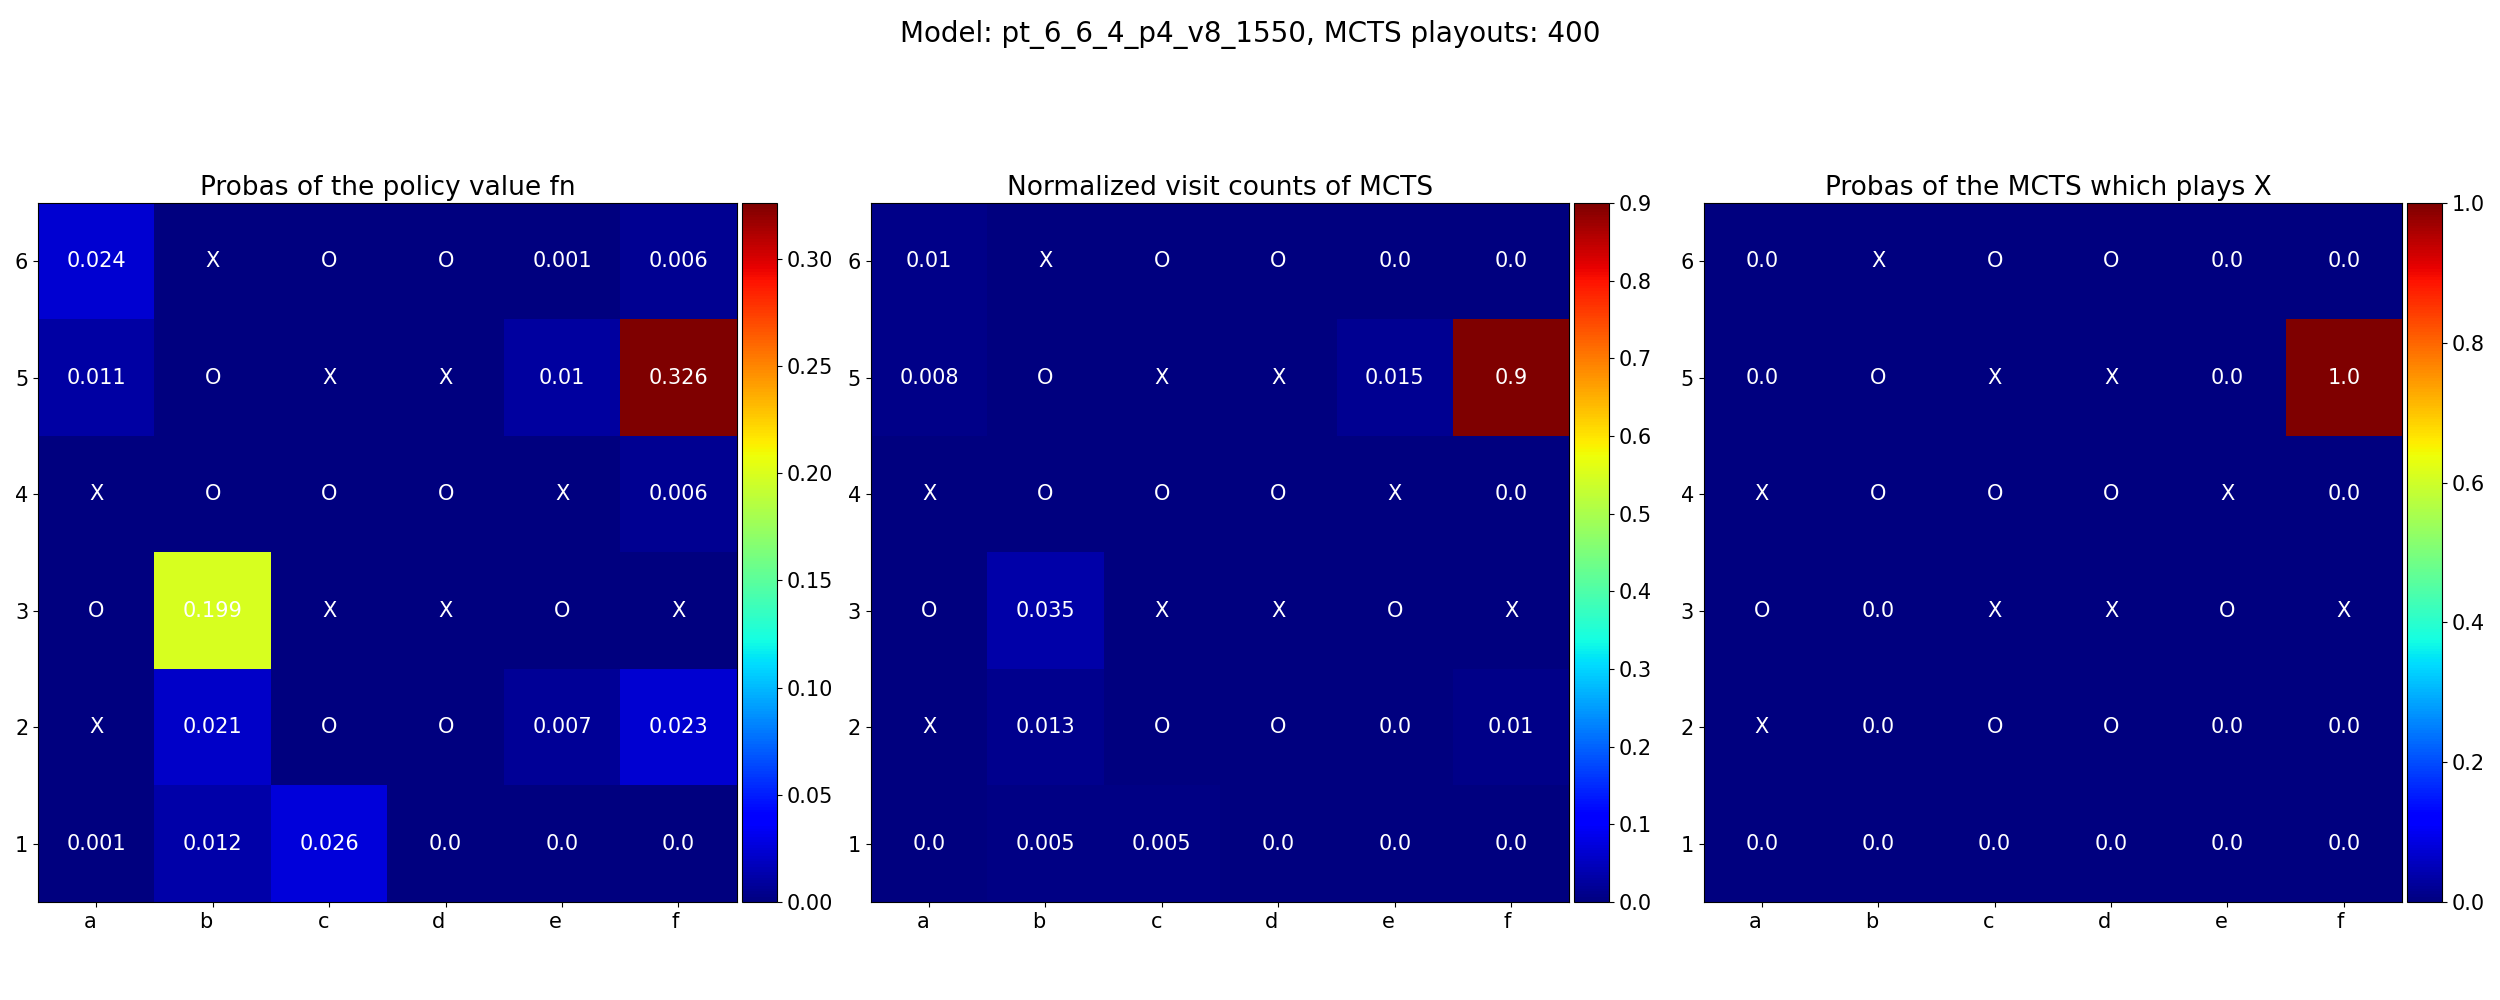 Model: pt_6_6_4_p4_v8_1550, MCTS playouts: 400
Probas of the policy value fn
6 0.024 X O O 0.001 0.006
5 0.011 O X X 0.01 0.326
4 X O O O X 0.006
3 O 0.199 X X O X
2 X 0.021 O O 0.007 0.023
1 0.001 0.012 0.026 0.0 0.0 0.0
a b c d e f
0.30
0.25
0.20
0.15
0.10
0.05
0.00
Normalized visit counts of MCTS
6 0.01 X O O 0.0 0.0
5 0.008 O X X 0.015 0.9
4 X O O O X 0.0
3 O 0.035 X X O X
2 X 0.013 O O 0.0 0.01
1 0.0 0.005 0.005 0.0 0.0 0.0
a b c d e f
0.9
0.8
0.7
0.6
0.5
0.4
0.3
0.2
0.1
0.0
Probas of the MCTS which plays X
6 0.0 X O O 0.0 0.0
5 0.0 O X X 0.0 1.0
4 X O O O X 0.0
3 O 0.0 X X O X
2 X 0.0 O O 0.0 0.0
1 0.0 0.0 0.0 0.0 0.0 0.0
a b c d e f
1.0
0.8
0.6
0.4
0.2
0.0